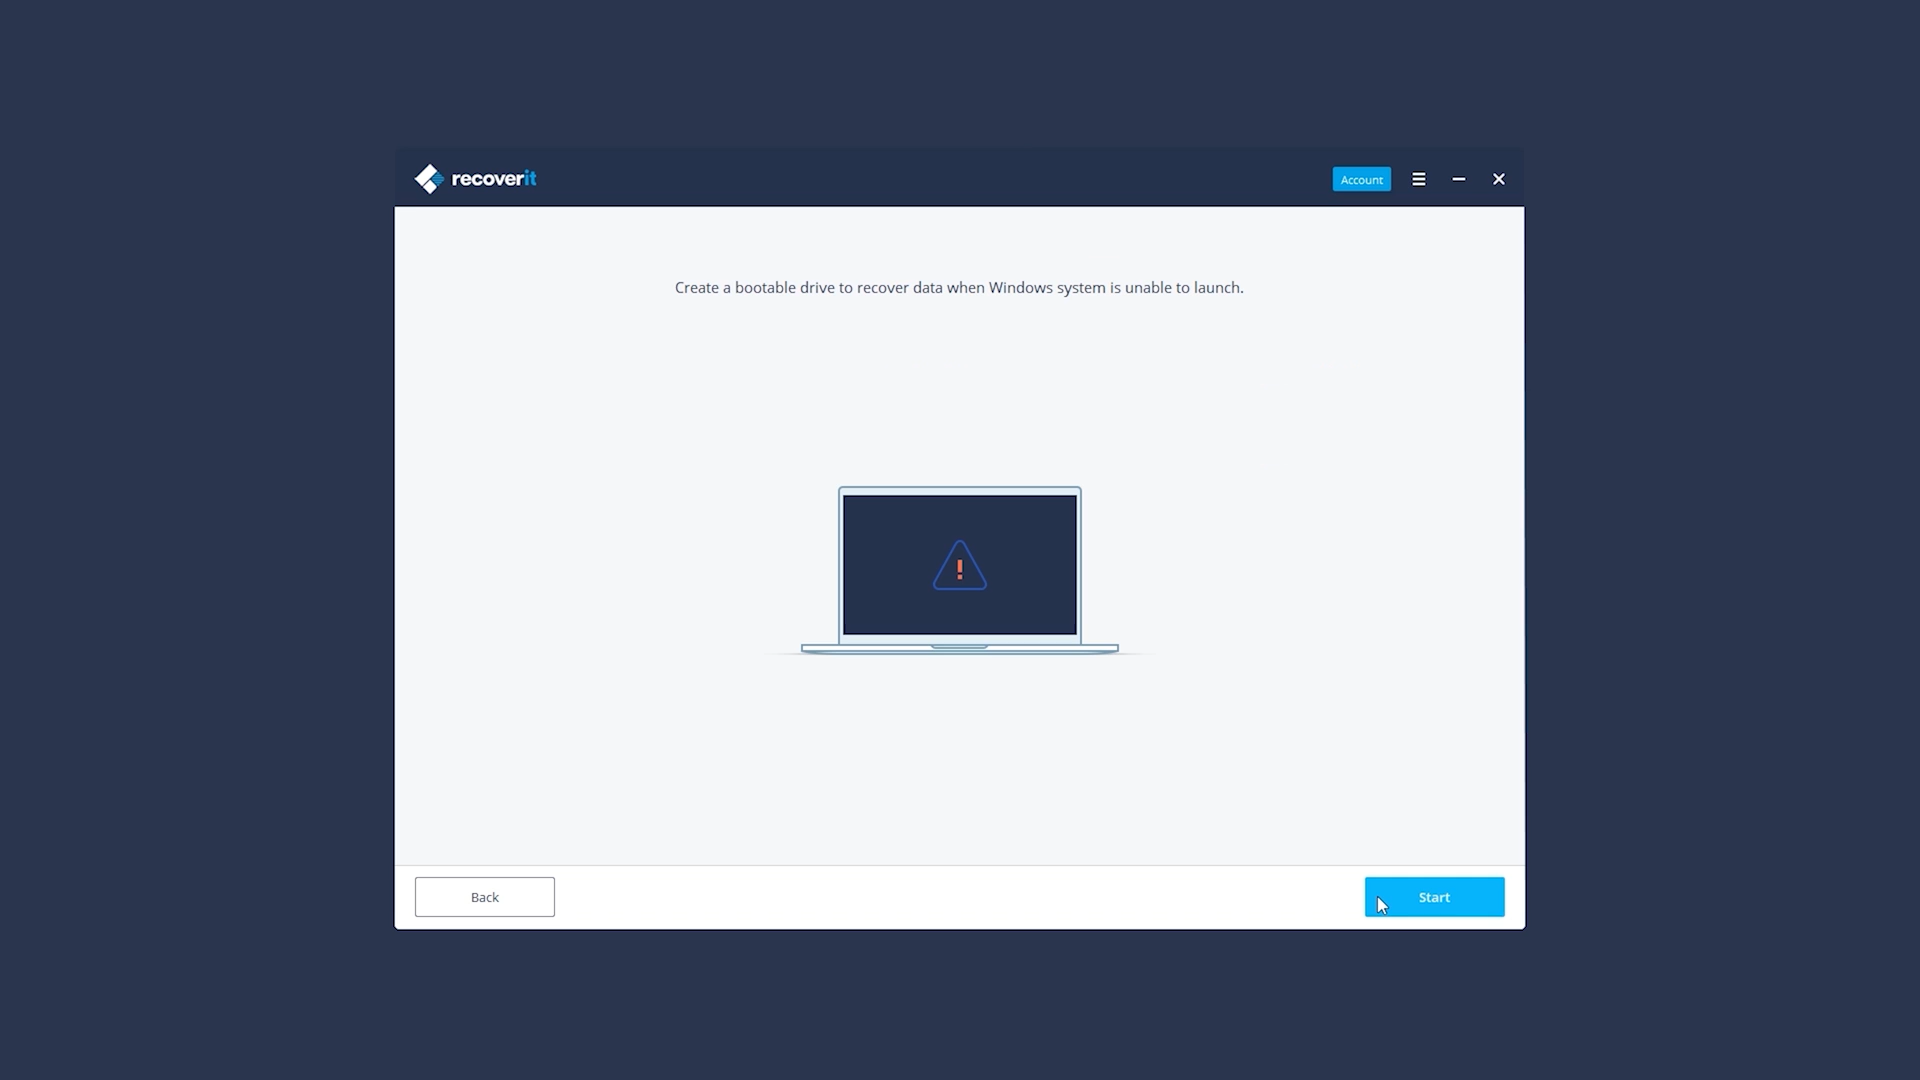 recoverit
Account
Create a bootable drive to recover data when Windows system is unable to launch.
!
Back
Start